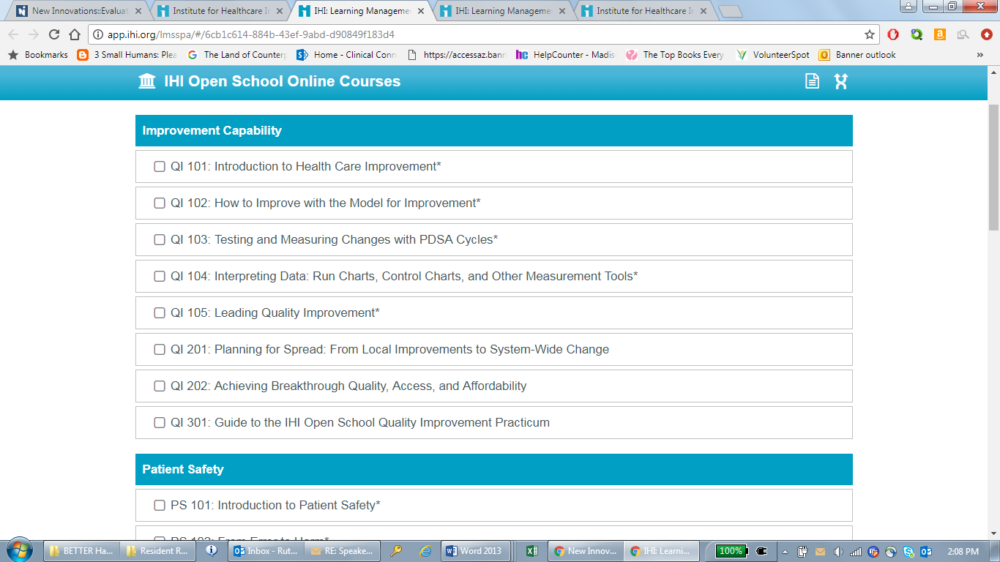 New Innovations::Evaluat
Institute for Healthcare I
IHI: Learning Manageme
IHI: Learning Manageme
Institute for Healthcare I
app.ihi.org/lmsspa/#/6cb1c614-884b-43ef-9abd-d90849f183d4
Bookmarks
3 Small Humans: Plea
The Land of Counterp
Home - Clinical Conn
https://accessaz.bann
HelpCounter - Madis
The Top Books Every
VolunteerSpot
Banner outlook
»
IHI Open School Online Courses
Improvement Capability
QI 101: Introduction to Health Care Improvement*
QI 102: How to Improve with the Model for Improvement*
QI 103: Testing and Measuring Changes with PDSA Cycles*
QI 104: Interpreting Data: Run Charts, Control Charts, and Other Measurement Tools*
QI 105: Leading Quality Improvement*
QI 201: Planning for Spread: From Local Improvements to System-Wide Change
QI 202: Achieving Breakthrough Quality, Access, and Affordability
QI 301: Guide to the IHI Open School Quality Improvement Practicum
Patient Safety
PS 101: Introduction to Patient Safety*
PS 102: From Error to Harm*
BETTER Ha...
Resident R...
Inbox - Rut...
RE: Speake...
Word 2013
New Innov...
IHI: Learni...
100%
2:08 PM